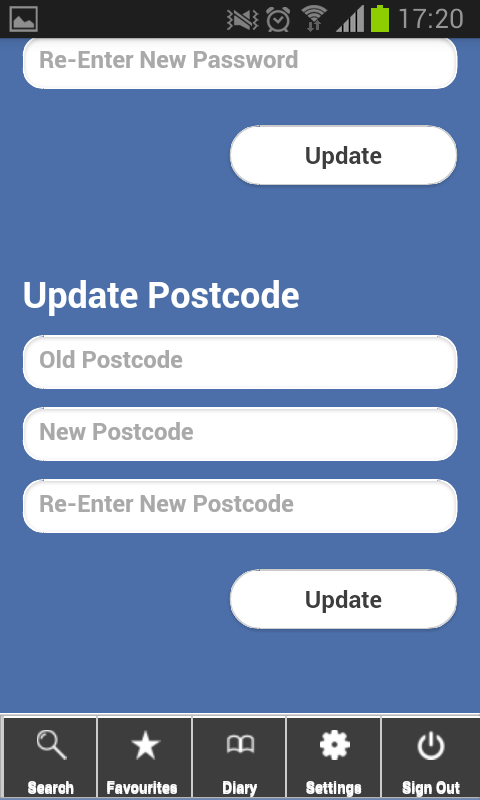 17:20
Re-Enter New Password
Update
Update Postcode
Old Postcode
New Postcode
Re-Enter New Postcode
Update
Search Favourites Diary Settings Sign Out